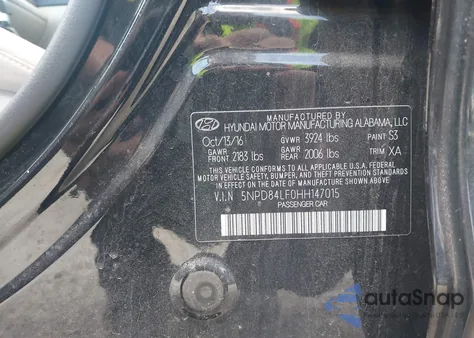 MANUFACTURED BY
HYUNDAI MOTOR MANUFACTURING ALABAMA, LLC
Oct/13/16 GVWR 3924 lbs PAINT S3
GAWR FRONT 2183 lbs GAWR REAR 2006 lbs TRIM XA
THIS VEHICLE CONFORMS TO ALL APPLICABLE
FEDERAL MOTOR VEHICLE SAFETY, BUMPER, AND THEFT
PREVENTION STANDARDS IN EFFECT ON THE DATE OF
MANUFACTURE SHOWN ABOVE.
V.I.N 5NPD84LF0HH147015
PASSENGER CAR
autaSnap